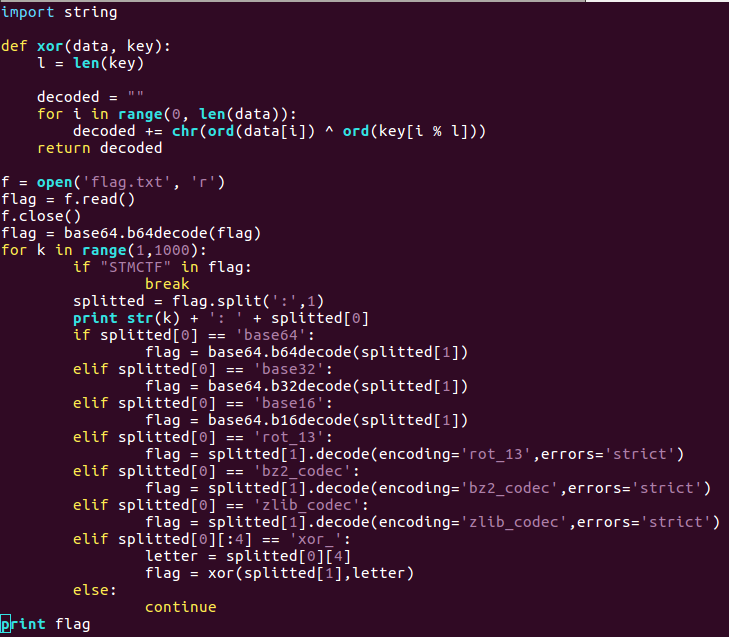 import string

def xor(data, key):
    l = len(key)

    decoded = ""
    for i in range(0, len(data)):
        decoded += chr(ord(data[i]) ^ ord(key[i % l]))
    return decoded

f = open('flag.txt', 'r')
flag = f.read()
f.close()
flag = base64.b64decode(flag)
for k in range(1,1000):
        if "STMCTF" in flag:
                break
        splitted = flag.split(':',1)
        print str(k) + ': ' + splitted[0]
        if splitted[0] == 'base64':
                flag = base64.b64decode(splitted[1])
        elif splitted[0] == 'base32':
                flag = base64.b32decode(splitted[1])
        elif splitted[0] == 'base16':
                flag = base64.b16decode(splitted[1])
        elif splitted[0] == 'rot_13':
                flag = splitted[1].decode(encoding='rot_13',errors='strict')
        elif splitted[0] == 'bz2_codec':
                flag = splitted[1].decode(encoding='bz2_codec',errors='strict')
        elif splitted[0] == 'zlib_codec':
                flag = splitted[1].decode(encoding='zlib_codec',errors='strict')
        elif splitted[0][:4] == 'xor_':
                letter = splitted[0][4]
                flag = xor(splitted[1],letter)
        else:
                continue
print flag